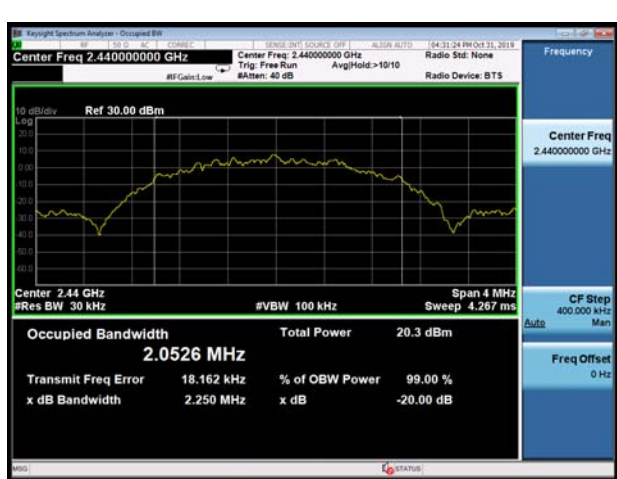 Keysight Spectrum Analyzer - Occupied BW
RF 50 Ω AC CORREC SENSE:INT SOURCE OFF ALIGN AUTO 04:31:24 PM Oct 31, 2019
Center Freq 2.440000000 GHz Center Freq: 2.440000000 GHz Radio Std: None
Trig: Free Run Avg|Hold:>10/10
#IFGain:Low #Atten: 40 dB Radio Device: BTS
Frequency
10 dB/div Ref 30.00 dBm
Log
20.0
10.0
0.00
-10.0
-20.0
-30.0
-40.0
-50.0
-60.0
Center 2.44 GHz Span 4 MHz
#Res BW 30 kHz #VBW 100 kHz Sweep 4.267 ms
Occupied Bandwidth Total Power 20.3 dBm
2.0526 MHz
Transmit Freq Error 18.162 kHz % of OBW Power 99.00 %
x dB Bandwidth 2.250 MHz x dB -20.00 dB
Center Freq
2.440000000 GHz
CF Step
400.000 kHz
Auto Man
Freq Offset
0 Hz
MSG STATUS